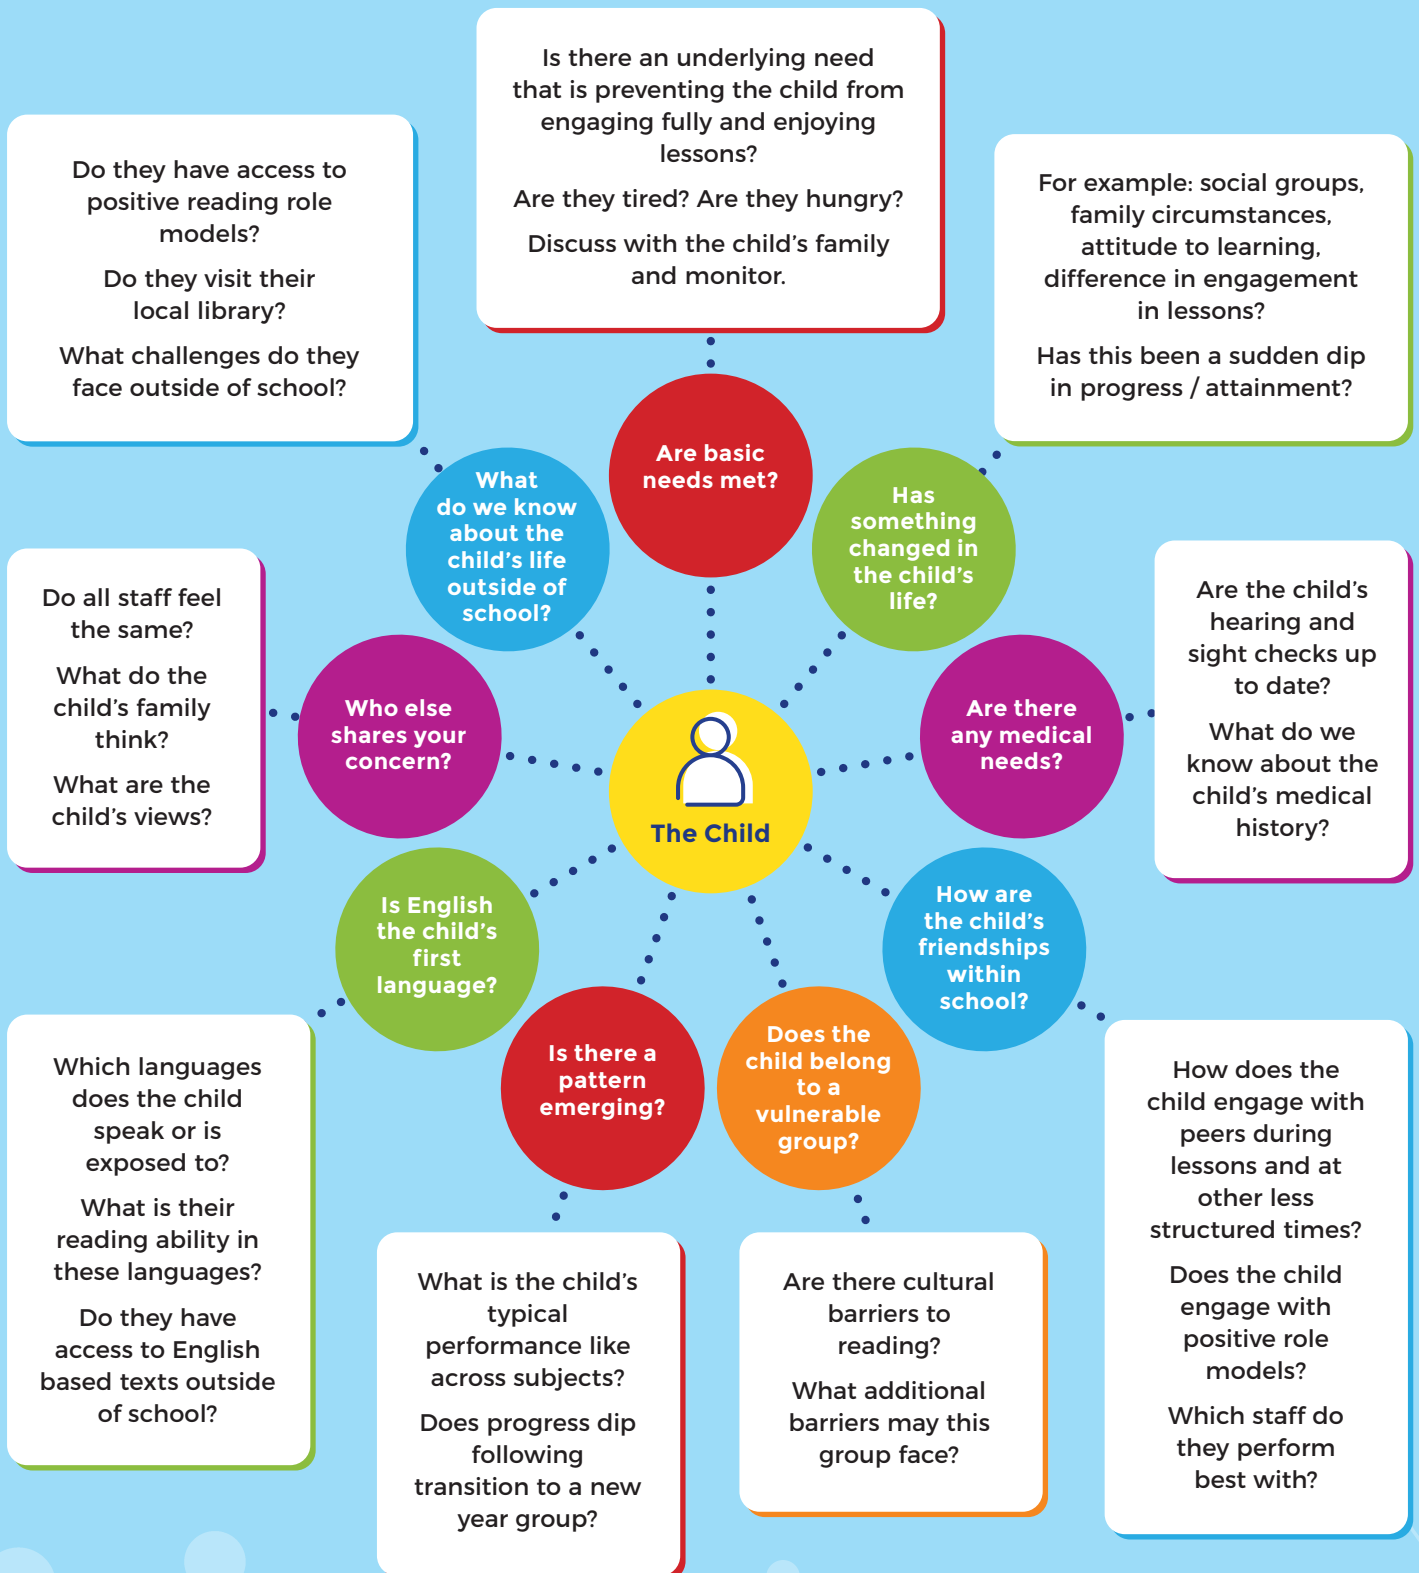 Is there an underlying need
that is preventing the child from
engaging fully and enjoying
lessons?
Are they tired? Are they hungry?
Discuss with the child's family
and monitor.
Do they have access to
positive reading role
models?
Do they visit their
local library?
What challenges do they
face outside of school?
For example: social groups,
family circumstances,
attitude to learning,
difference in engagement
in lessons?
Has this been a sudden dip
in progress / attainment?
Are basic
needs met?
What
do we know
about the
child's life
outside of
school?
Has
something
changed in
the child's
life?
Do all staff feel
the same?
What do the
child's family
think?
What are the
child's views?
Who else
shares your
concern?
The Child
Are there
any medical
needs?
Are the child's
hearing and
sight checks up
to date?
What do we
know about the
child's medical
history?
Is English
the child's
first
language?
How are
the child's
friendships
within
school?
Is there a
pattern
emerging?
Does the
child belong
to a
vulnerable
group?
Which languages
does the child
speak or is
exposed to?
What is their
reading ability in
these languages?
Do they have
access to English
based texts outside
of school?
What is the child's
typical
performance like
across subjects?
Does progress dip
following
transition to a new
year group?
Are there cultural
barriers to
reading?
What additional
barriers may this
group face?
How does the
child engage with
peers during
lessons and at
other less
structured times?
Does the child
engage with
positive role
models?
Which staff do
they perform
best with?